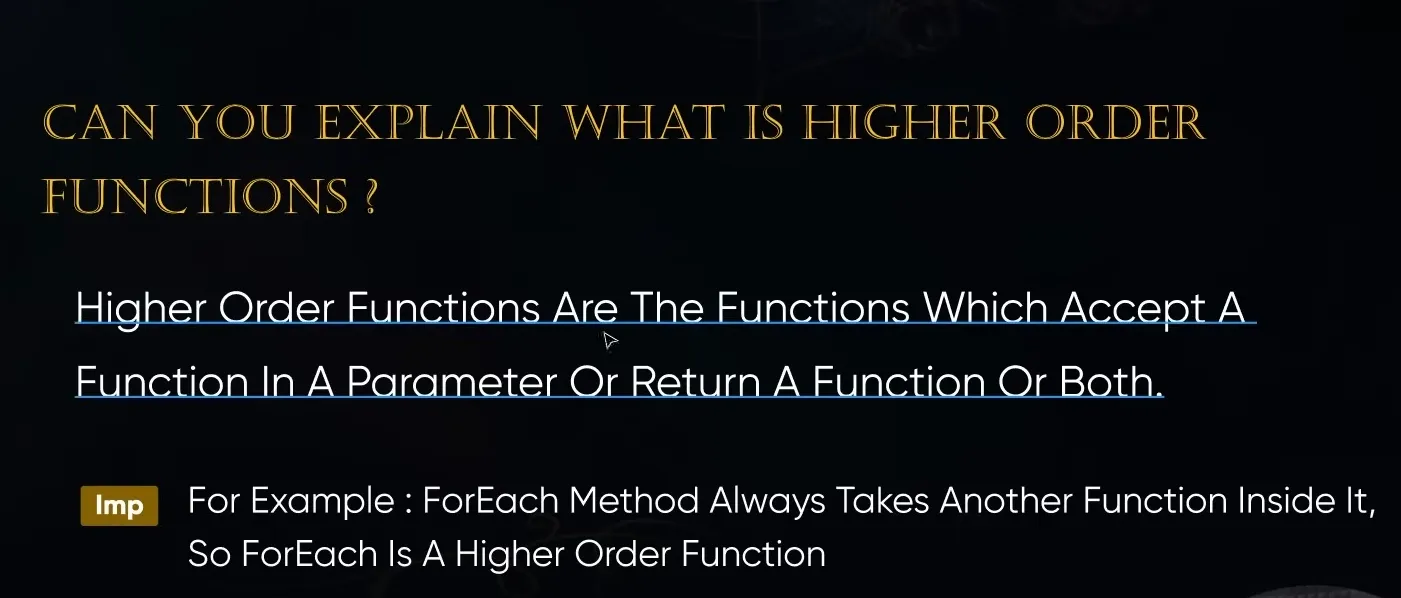 CAN YOU EXPLAIN WHAT IS HIGHER ORDER
FUNCTIONS ?
Higher Order Functions Are The Functions Which Accept A
Function In A Parameter Or Return A Function Or Both.
Imp For Example : ForEach Method Always Takes Another Function Inside It,
So ForEach Is A Higher Order Function